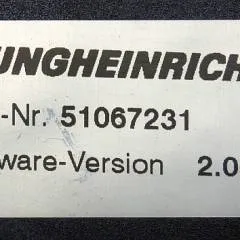 UNGHEINRICH
-Nr. 51067231
ware-Version 2.0